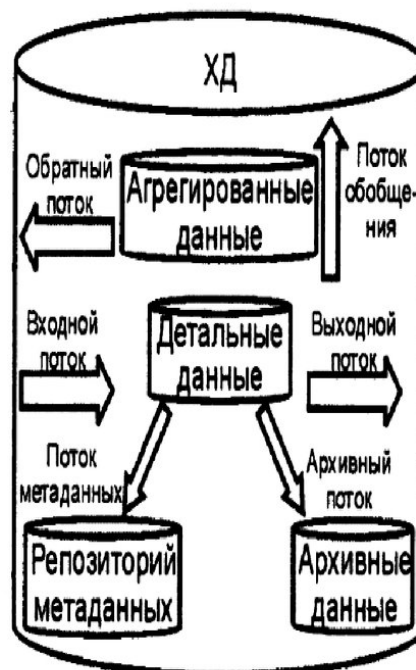 ХД
Поток
обобще-
ния
Обратный
поток
Агрегированные
данные
Входной
поток
Детальные
данные
Выходной
поток
Поток
метаданных
Архивный
поток
Репозиторий
метаданных
Архивные
данные